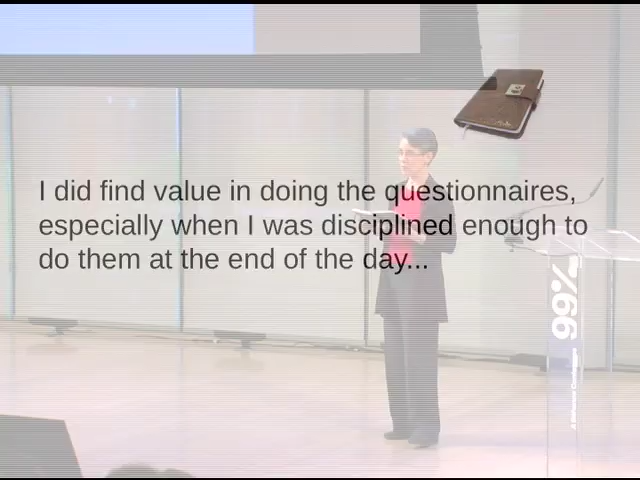 I did find value in doing the questionnaires,
especially when I was disciplined enough to
do them at the end of the day...
99%